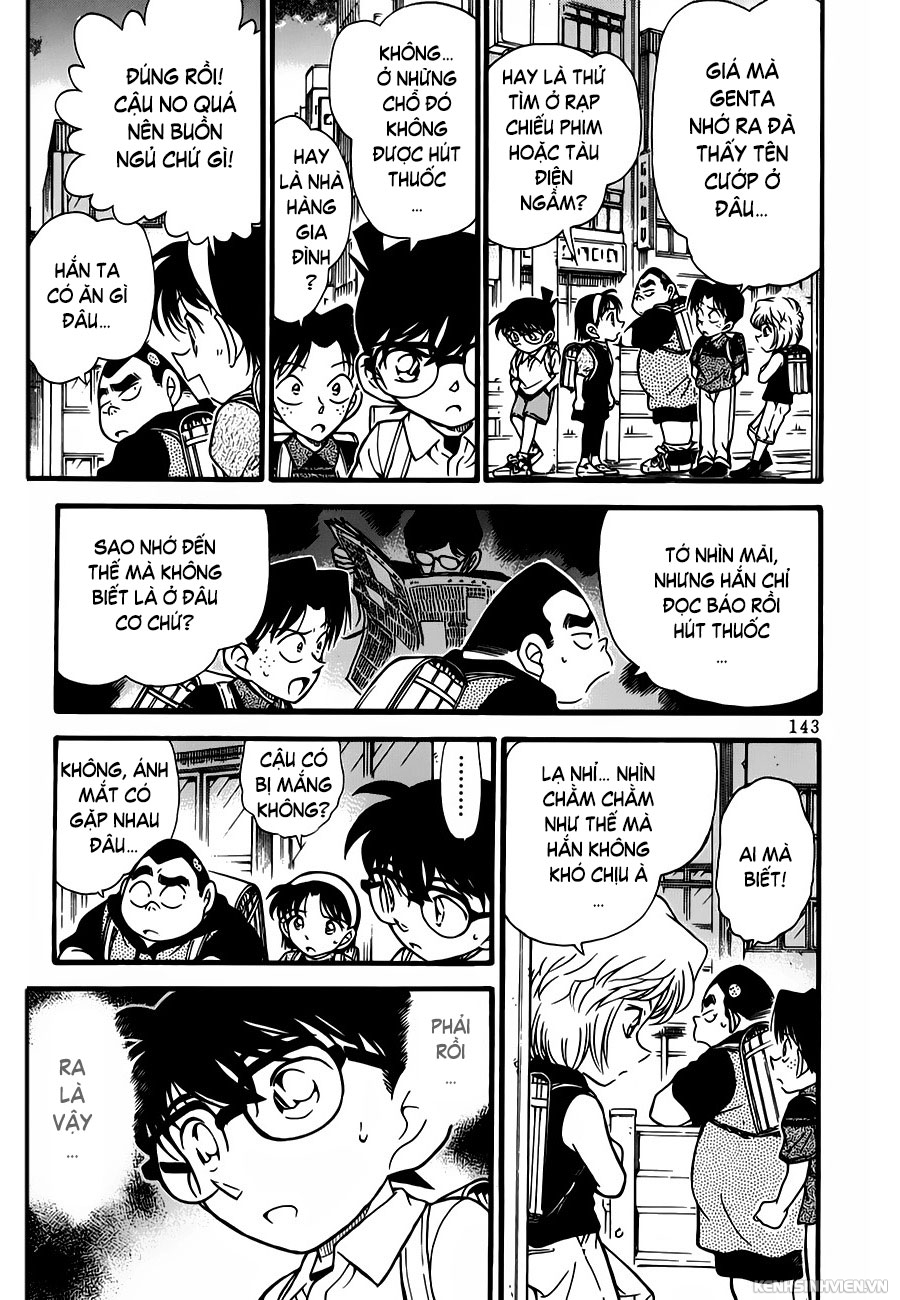 GIÁ MÀ
GENTA
NHỚ RA ĐÃ
THẤY TÊN
CƯỚP Ở
ĐÂU...
HAY LÀ THỬ
TÌM Ở RẠP
CHIẾU PHIM
HOẶC TÀU
ĐIỆN
NGẦM?
KHÔNG...
Ở NHỮNG
CHỔ ĐÓ
KHÔNG
ĐƯỢC HÚT
THUỐC
...
HAY
LÀ NHÀ
HÀNG
GIA
ĐÌNH
?
ĐÚNG RỒI!
CẬU NO QUÁ
NÊN BUỒN
NGỦ CHỨ GÌ!
HẮN TA
CÓ ĂN GÌ
ĐÂU...
TỚ NHÌN MÃI,
NHƯNG HẮN CHỈ
ĐỌC BÁO RỒI
HÚT THUỐC
...
SAO NHỚ ĐẾN
THẾ MÀ KHÔNG
BIẾT LÀ Ở ĐÂU
CƠ CHỨ?
143
AI MÀ
BIẾT!
LẠ NHỈ... NHÌN
CHẰM CHẰM
NHƯ THẾ MÀ
HẮN KHÔNG
KHÓ CHỊU À
...
.........
CẬU CÓ
BỊ MẮNG
KHÔNG?
KHÔNG, ÁNH
MẮT CÓ
GẶP NHAU
ĐÂU...
PHẢI
RỒI
...
RA
LÀ
VẬY
...
KENHSINHVIEN.VN